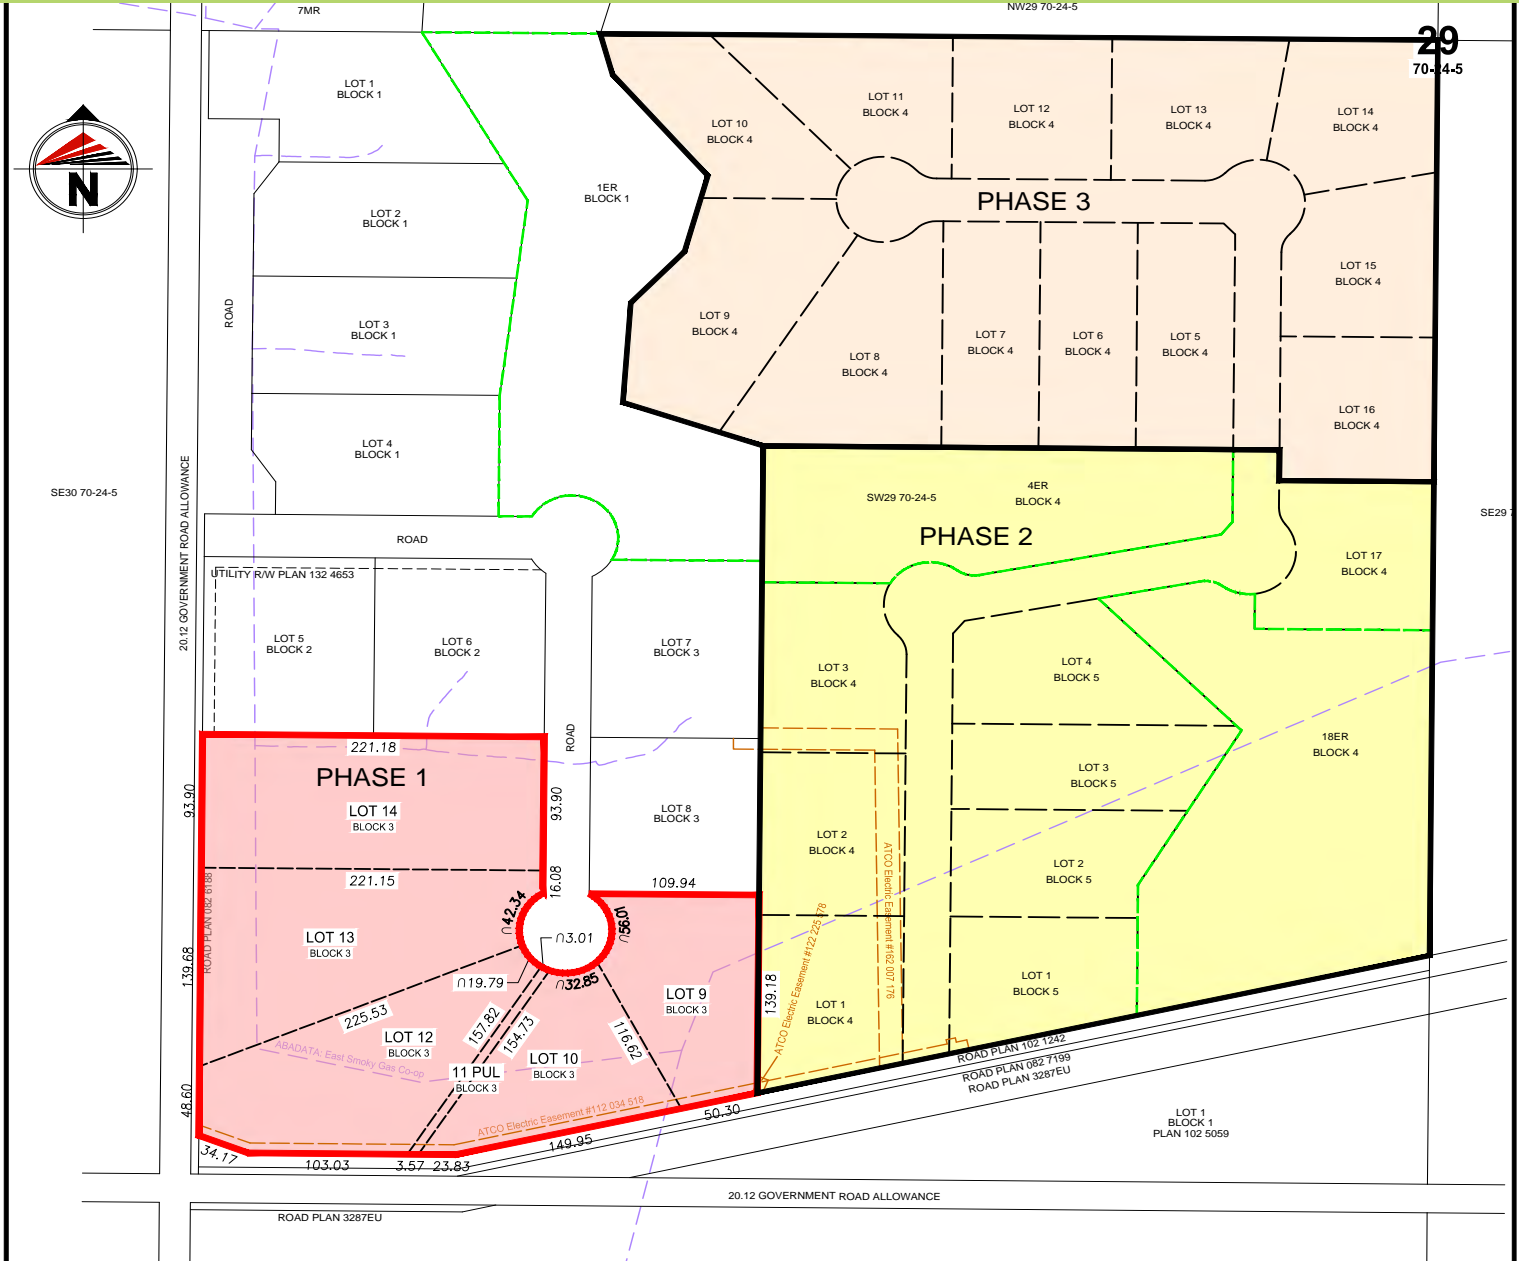 7MR
NW29 70-24-5
29
70-24-5
N
LOT 1
BLOCK 1
LOT 2
BLOCK 1
LOT 3
BLOCK 1
LOT 4
BLOCK 1
1ER
BLOCK 1
ROAD
LOT 10
BLOCK 4
LOT 11
BLOCK 4
LOT 12
BLOCK 4
LOT 13
BLOCK 4
LOT 14
BLOCK 4
PHASE 3
LOT 15
BLOCK 4
LOT 9
BLOCK 4
LOT 8
BLOCK 4
LOT 7
BLOCK 4
LOT 6
BLOCK 4
LOT 5
BLOCK 4
LOT 16
BLOCK 4
SE30 70-24-5
20.12 GOVERNMENT ROAD ALLOWANCE
SW29 70-24-5
4ER
BLOCK 4
PHASE 2
SE29 7
LOT 17
BLOCK 4
ROAD
UTILITY R/W PLAN 132 4653
LOT 5
BLOCK 2
LOT 6
BLOCK 2
LOT 7
BLOCK 3
LOT 3
BLOCK 4
LOT 4
BLOCK 5
18ER
BLOCK 4
ROAD
221.18
PHASE 1
93.90
LOT 14
BLOCK 3
93.90
LOT 8
BLOCK 3
LOT 3
BLOCK 5
LOT 2
BLOCK 4
LOT 2
BLOCK 5
221.15
16.08
109.94
ROAD PLAN 082 6188
∩42.34
∩56.01
∩3.01
∩19.79
∩32.85
LOT 13
BLOCK 3
139.68
225.53
LOT 12
BLOCK 3
157.82
154.73
116.62
LOT 9
BLOCK 3
139.18
ATCO Electric Easement #122 225 578
ATCO Electric Easement #162 007 176
LOT 1
BLOCK 4
LOT 1
BLOCK 5
ABADATA: East Smoky Gas Co-op
11 PUL
BLOCK 3
LOT 10
BLOCK 3
48.60
ATCO Electric Easement #112 034 518
ROAD PLAN 102 1242
ROAD PLAN 082 7199
ROAD PLAN 3287EU
34.17
103.03
3.57
23.83
149.95
50.30
LOT 1
BLOCK 1
PLAN 102 5059
20.12 GOVERNMENT ROAD ALLOWANCE
ROAD PLAN 3287EU